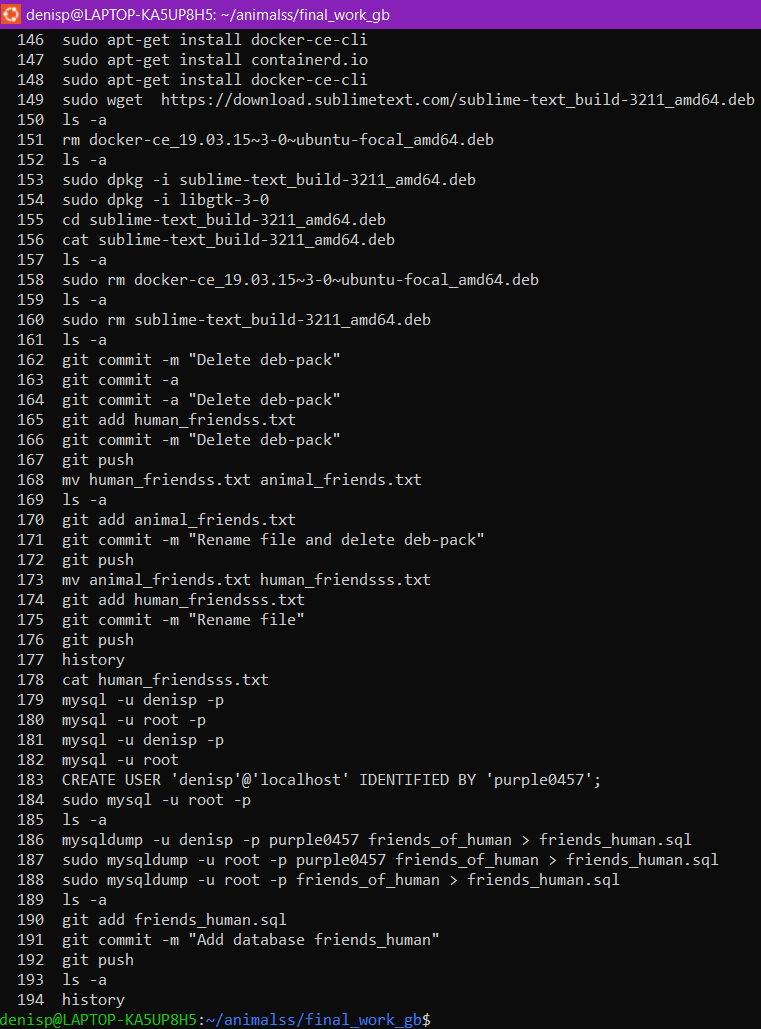 denisp@LAPTOP-KA5UP8H5: ~/animalss/final_work_gb
146 sudo apt-get install docker-ce-cli
147 sudo apt-get install containerd.io
148 sudo apt-get install docker-ce-cli
149 sudo wget  https://download.sublimetext.com/sublime-text_build-3211_amd64.deb
150 ls -a
151 rm docker-ce_19.03.15~3-0~ubuntu-focal_amd64.deb
152 ls -a
153 sudo dpkg -i sublime-text_build-3211_amd64.deb
154 sudo dpkg -i libgtk-3-0
155 cd sublime-text_build-3211_amd64.deb
156 cat sublime-text_build-3211_amd64.deb
157 ls -a
158 sudo rm docker-ce_19.03.15~3-0~ubuntu-focal_amd64.deb
159 ls -a
160 sudo rm sublime-text_build-3211_amd64.deb
161 ls -a
162 git commit -m "Delete deb-pack"
163 git commit -a
164 git commit -a "Delete deb-pack"
165 git add human_friendss.txt
166 git commit -m "Delete deb-pack"
167 git push
168 mv human_friendss.txt animal_friends.txt
169 ls -a
170 git add animal_friends.txt
171 git commit -m "Rename file and delete deb-pack"
172 git push
173 mv animal_friends.txt human_friendsss.txt
174 git add human_friendsss.txt
175 git commit -m "Rename file"
176 git push
177 history
178 cat human_friendsss.txt
179 mysql -u denisp -p
180 mysql -u root -p
181 mysql -u denisp -p
182 mysql -u root
183 CREATE USER 'denisp'@'localhost' IDENTIFIED BY 'purple0457';
184 sudo mysql -u root -p
185 ls -a
186 mysqldump -u denisp -p purple0457 friends_of_human > friends_human.sql
187 sudo mysqldump -u root -p purple0457 friends_of_human > friends_human.sql
188 sudo mysqldump -u root -p friends_of_human > friends_human.sql
189 ls -a
190 git add friends_human.sql
191 git commit -m "Add database friends_human"
192 git push
193 ls -a
194 history
denisp@LAPTOP-KA5UP8H5:~/animalss/final_work_gb$